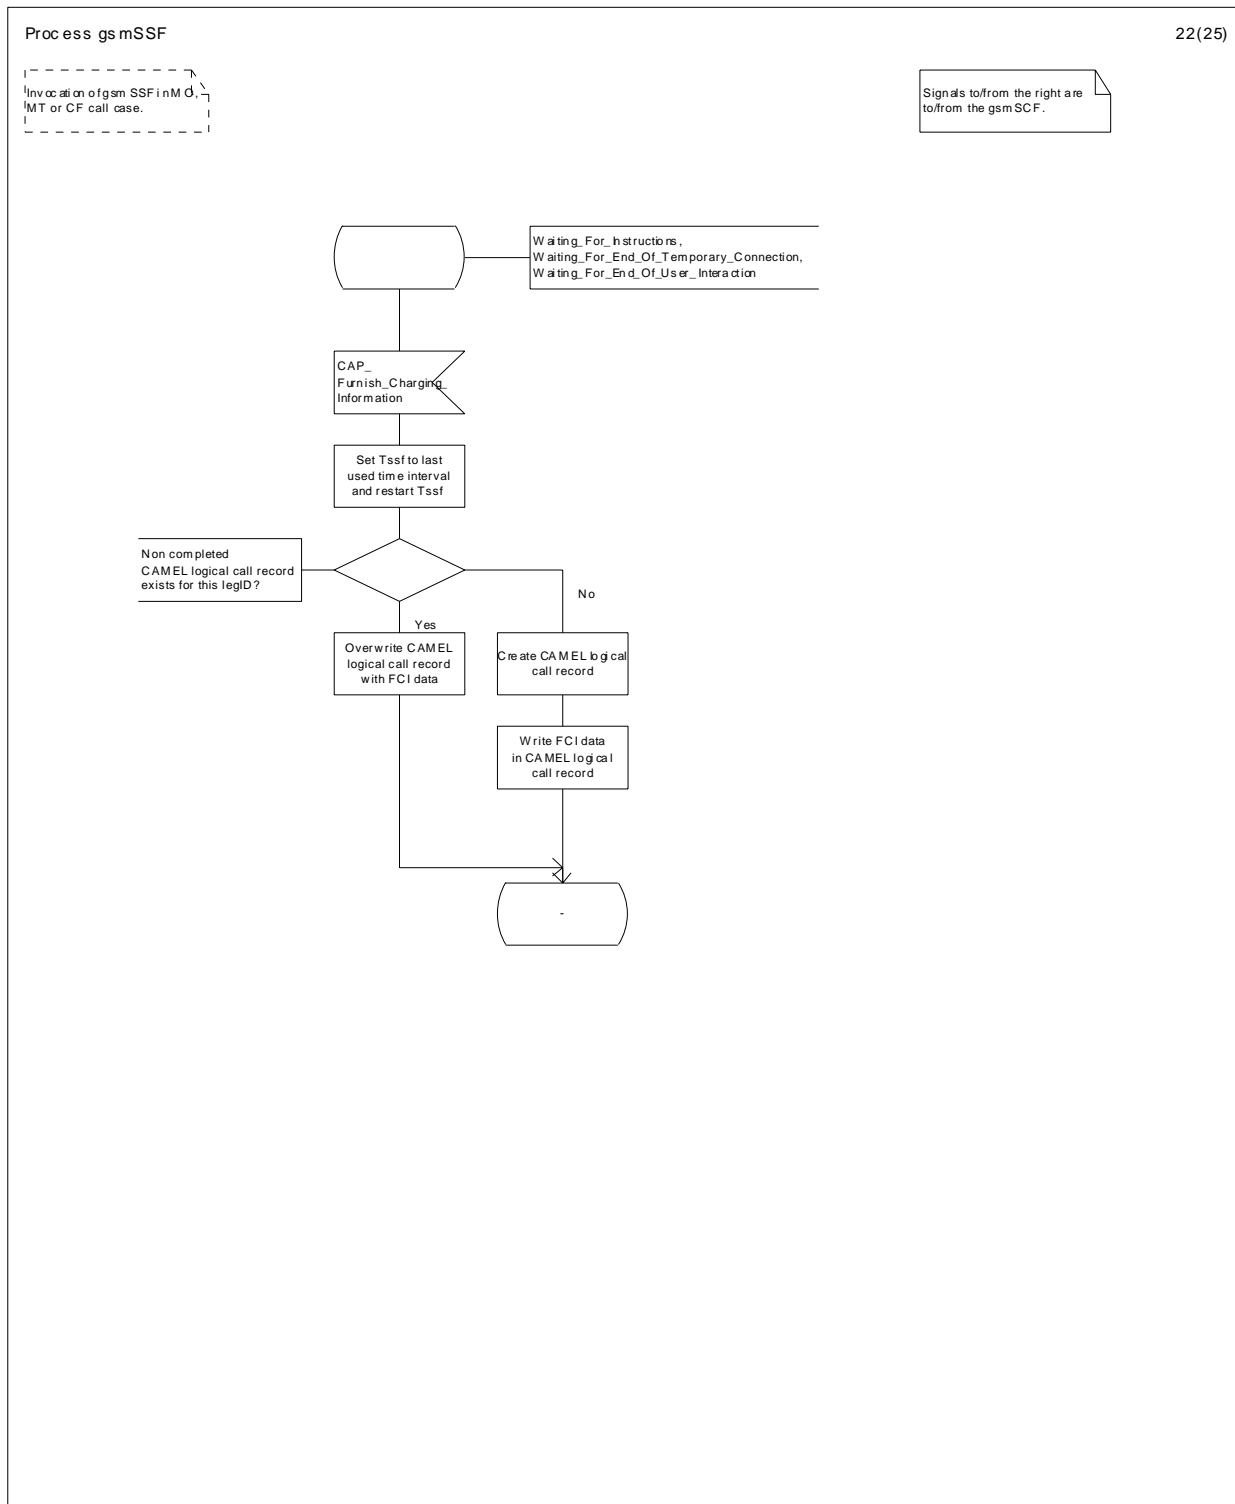 Process gsmSSF
22(25)
Invocation of gsm SSF in MO,
MT or CF call case.
Signals to/from the right are
to/from the gsmSCF.
Waiting_For_Instructions,
Waiting_For_End_Of_Temporary_Connection,
Waiting_For_End_Of_User_Interaction
CAP_
Furnish_Charging_
Information
Set Tssf to last
used time interval
and restart Tssf
Non completed
CAMEL logical call record
exists for this legID?
No
Yes
Overwrite CAMEL
logical call record
with FCI data
Create CAMEL logical
call record
Write FCI data
in CAMEL logical
call record
-